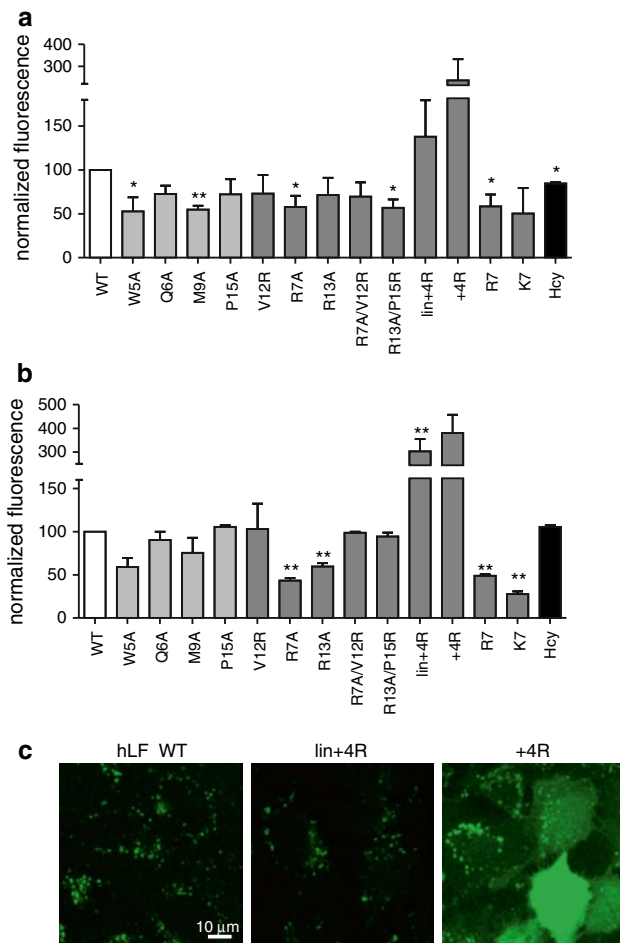 a
normalized fluorescence
400
300
150
100
50
0
* ** * * * *
WT W5A Q6A M9A P15A V12R R7A R13A R7A/V12R R13A/P15R lin+4R +4R R7 K7 Hcy
b
normalized fluorescence
500
400
300
150
100
50
0
** ** ** ** **
WT W5A Q6A M9A P15A V12R R7A R13A R7A/V12R R13A/P15R lin+4R +4R R7 K7 Hcy
c
hLF WT lin+4R +4R
10 µm